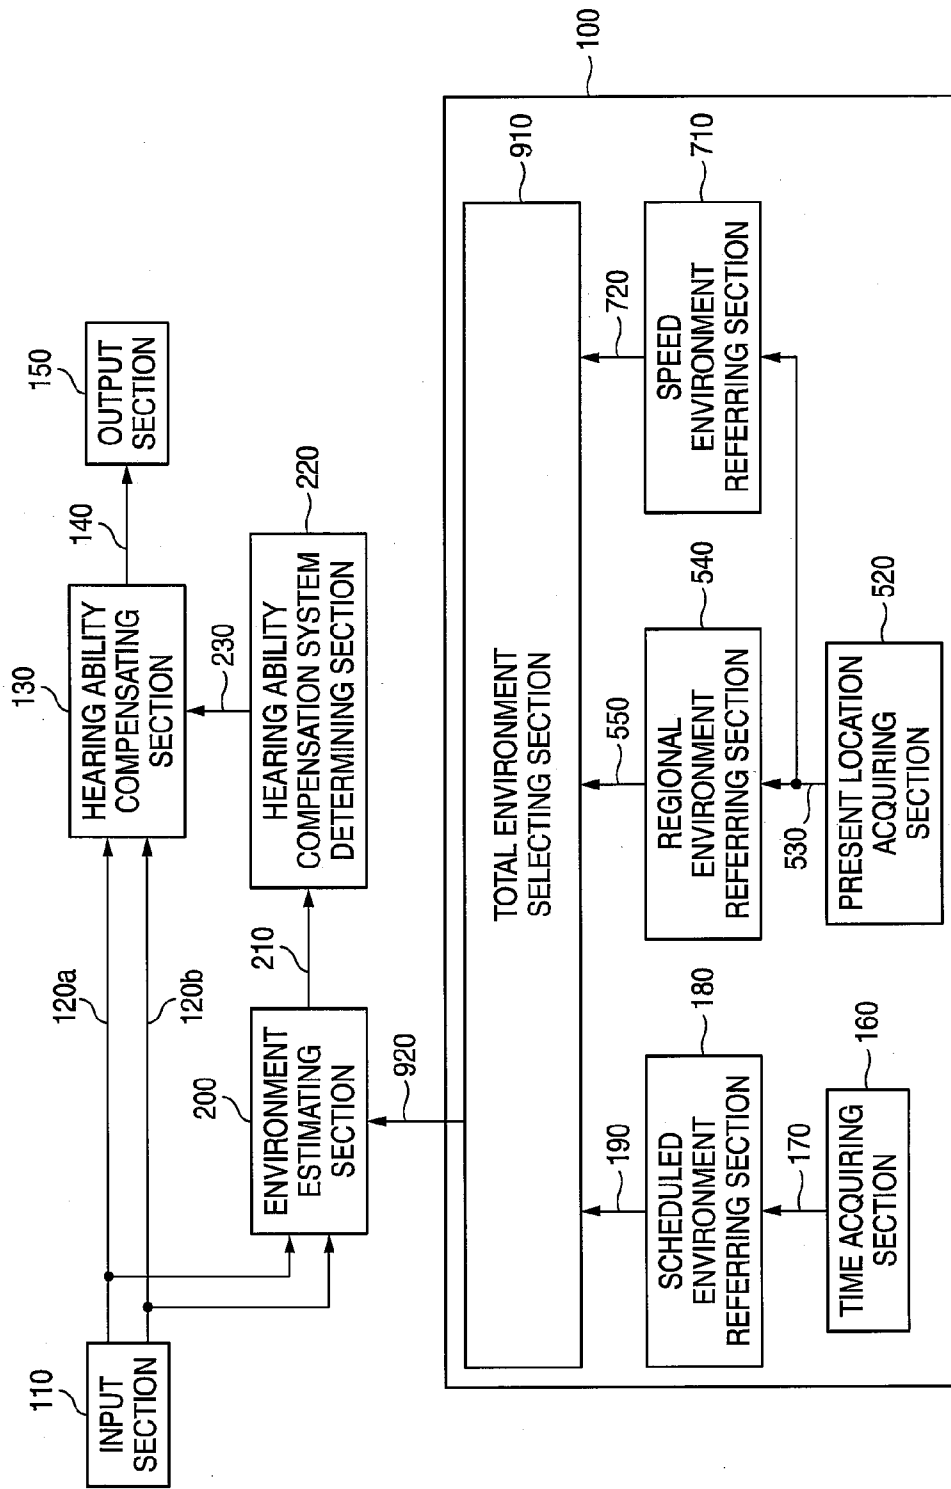 110
INPUT
SECTION
120a
120b
130
HEARING ABILITY
COMPENSATING
SECTION
140
150
OUTPUT
SECTION
200
ENVIRONMENT
ESTIMATING
SECTION
210
220
HEARING ABILITY
COMPENSATION SYSTEM
DETERMINING SECTION
230
920
100
910
TOTAL ENVIRONMENT
SELECTING SECTION
190
180
SCHEDULED
ENVIRONMENT
REFERRING SECTION
170
160
TIME ACQUIRING
SECTION
550
540
REGIONAL
ENVIRONMENT
REFERRING SECTION
530
520
PRESENT LOCATION
ACQUIRING
SECTION
720
710
SPEED
ENVIRONMENT
REFERRING SECTION